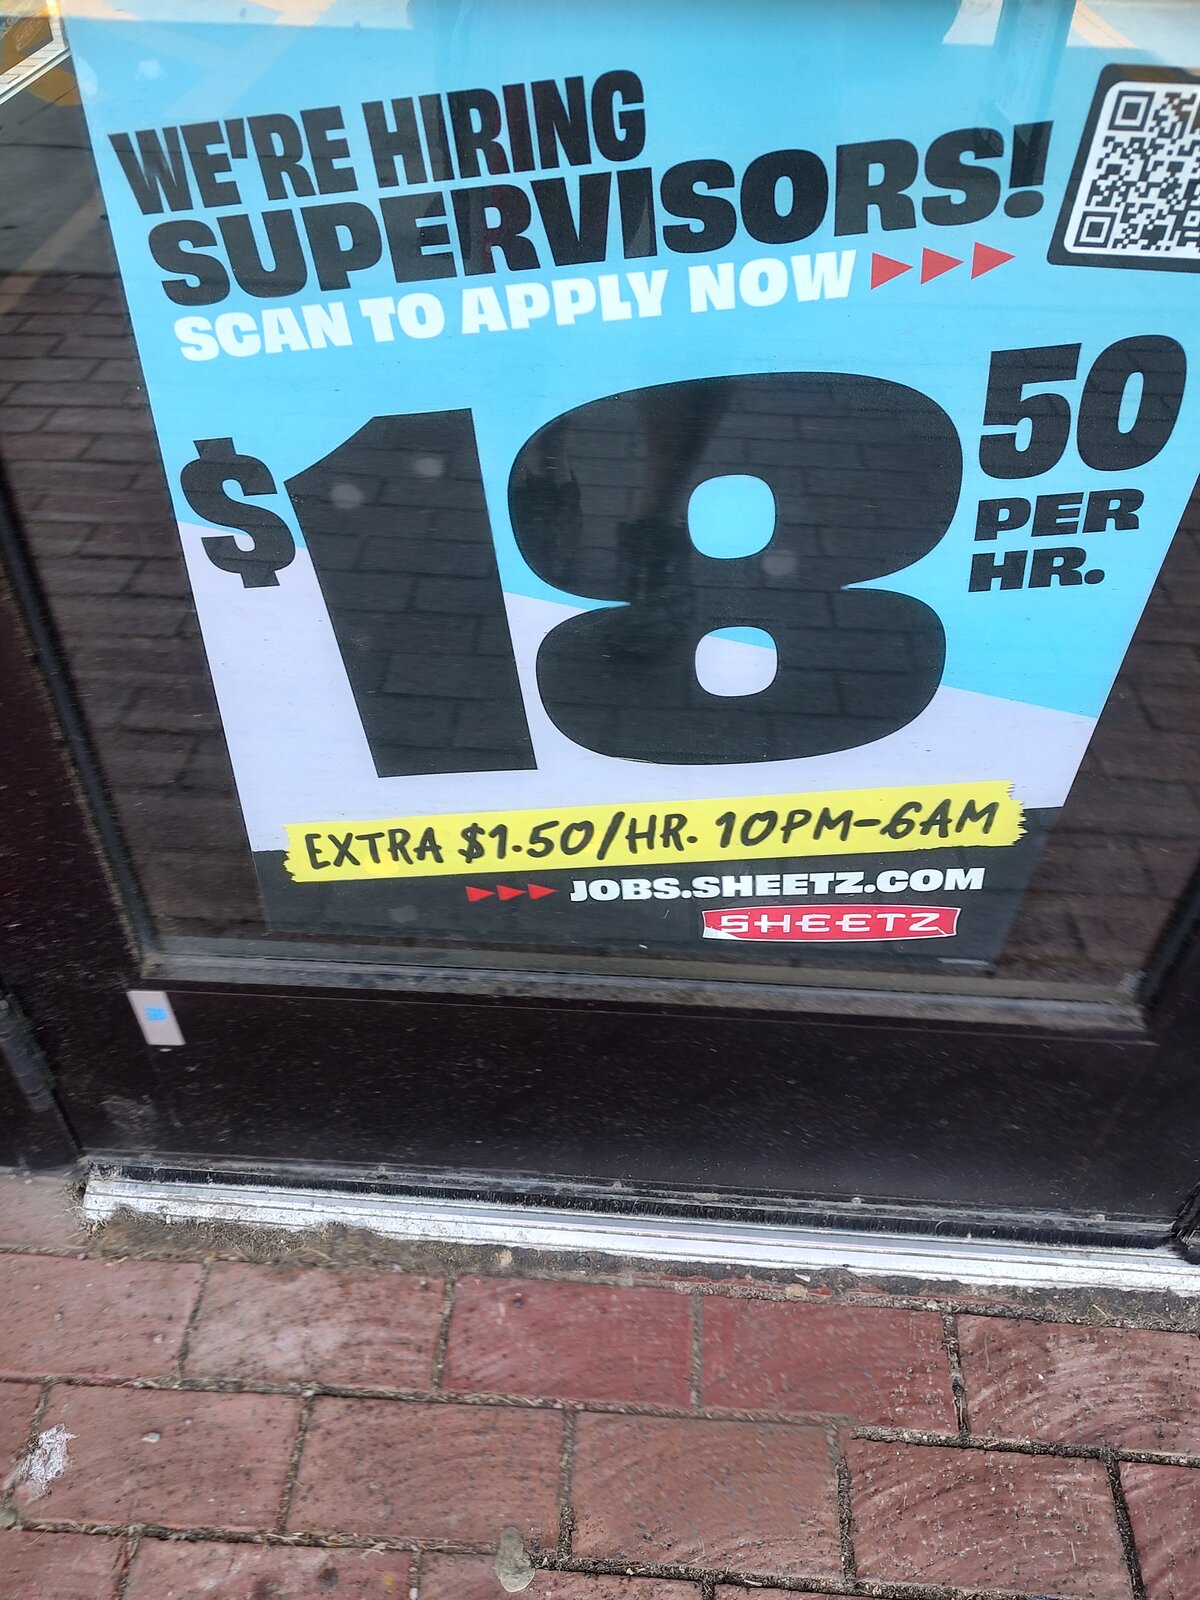 WE'RE HIRING
SUPERVISORS!
SCAN TO APPLY NOW
$18 50
PER
HR.
EXTRA $1.50/HR. 10PM-6AM
JOBS.SHEETZ.COM
SHEETZ